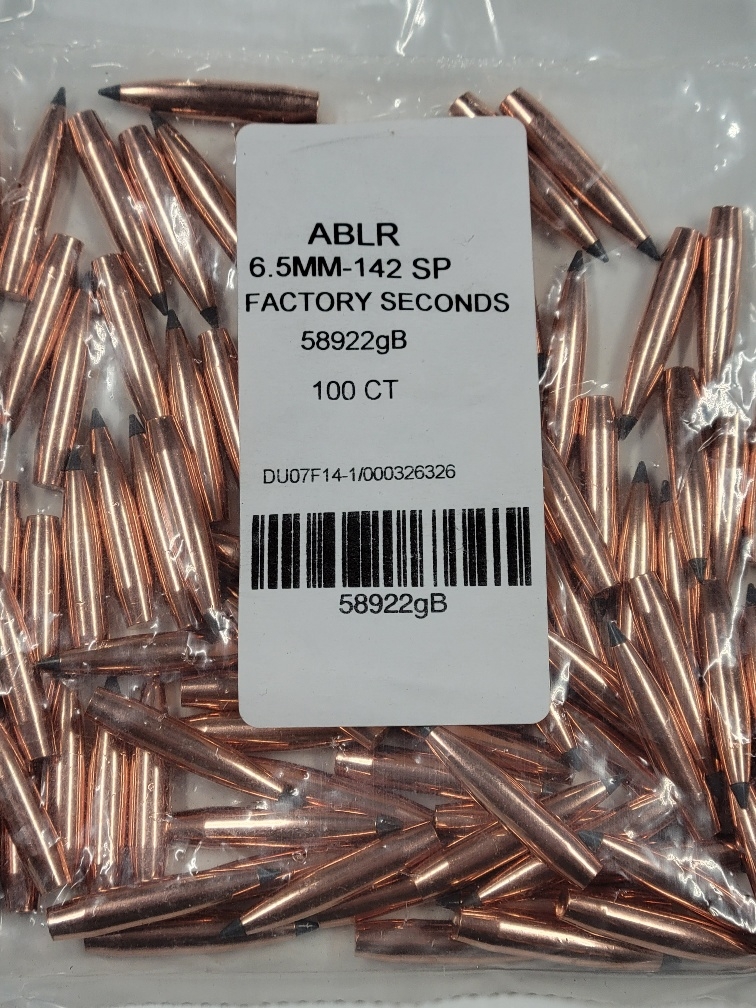 ABLR
6.5MM-142 SP
FACTORY SECONDS
58922gB
100 CT
DU07F14-1/000326326
58922gB